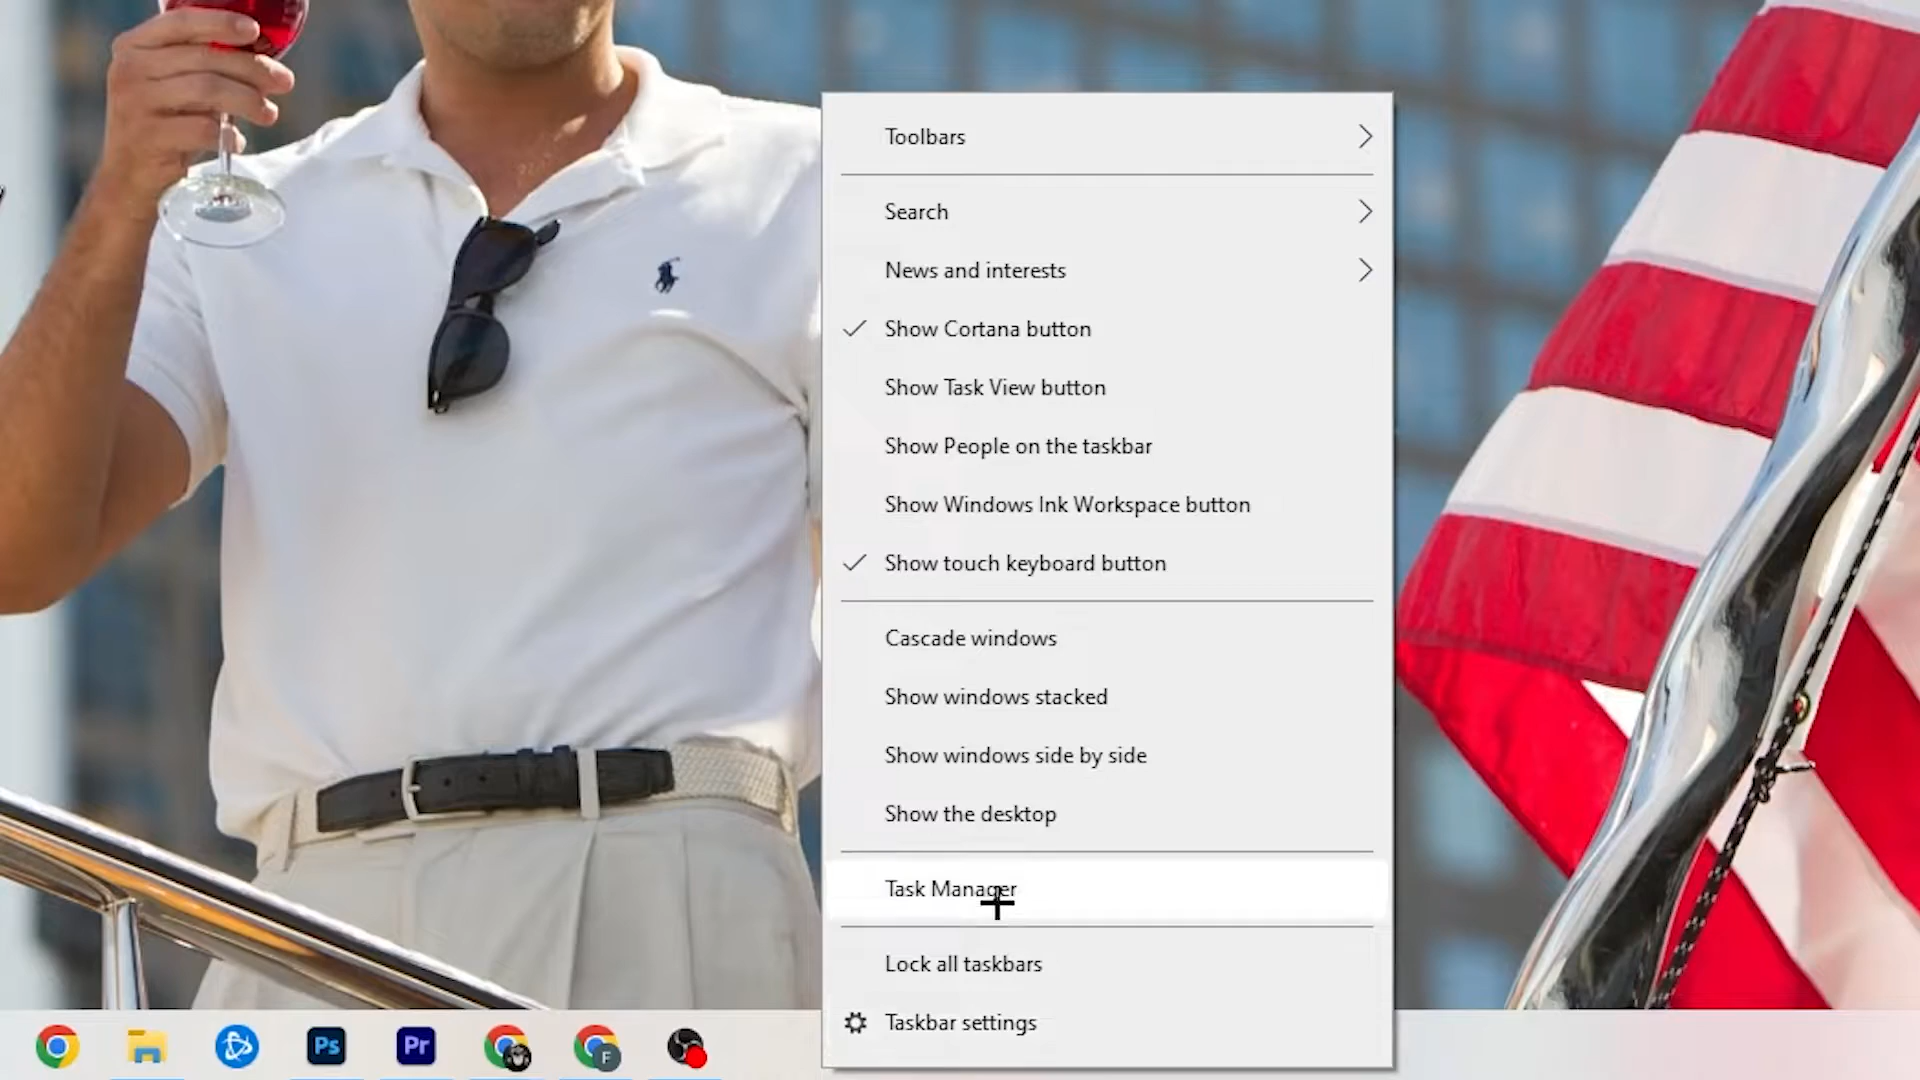 Toolbars
Search
News and interests
Show Cortana button
Show Task View button
Show People on the taskbar
Show Windows Ink Workspace button
Show touch keyboard button
Cascade windows
Show windows stacked
Show windows side by side
Show the desktop
Task Manager
Lock all taskbars
Taskbar settings
Ps
Pr
F